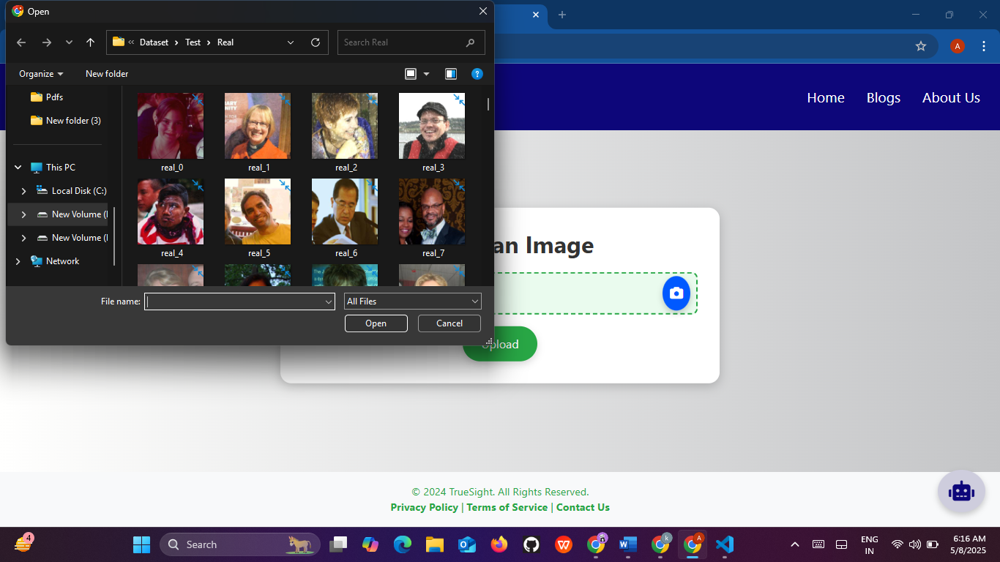 Open
Dataset
Test
Real
Search Real
A
Organize
New folder
Home
Blogs
About Us
Pdfs
New folder (3)
This PC
Local Disk (C:)
New Volume (
New Volume (
Network
real_0
real_1
real_2
real_3
real_4
real_5
real_6
real_7
File name:
All Files
Open
Cancel
an Image
Upload
© 2024 TrueSight. All Rights Reserved.
Privacy Policy | Terms of Service | Contact Us
4
Search
A
k
ENG
IN
6:16 AM
5/8/2025